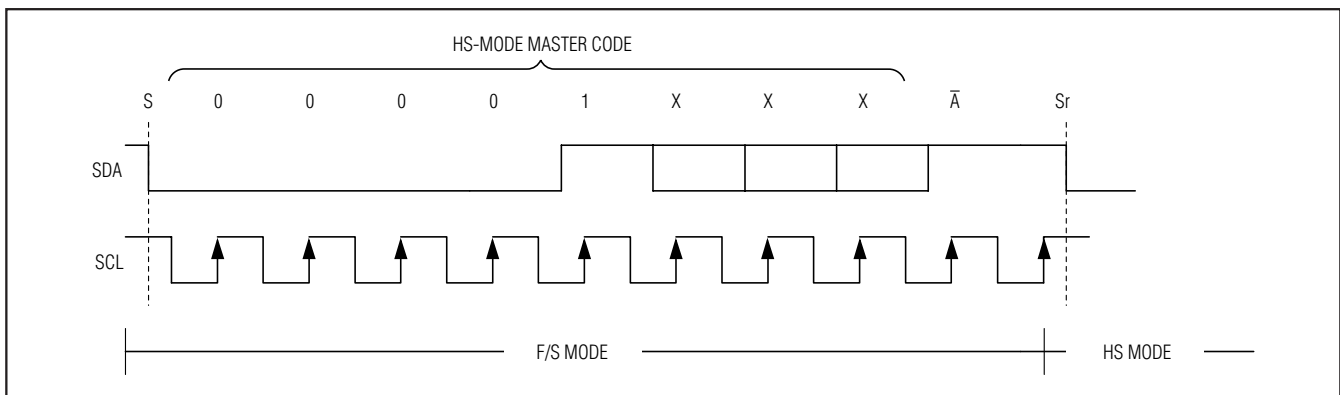 HS-MODE MASTER CODE
S 0 0 0 0 1 X X X A̅ Sr
SDA
SCL
F/S MODE HS MODE